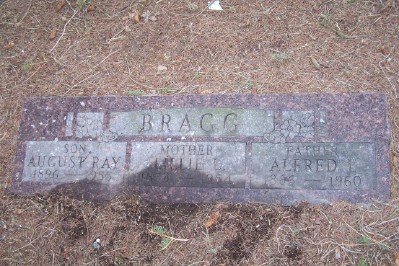 BRAGG
SON
AUGUST RAY
MOTHER
LILLIE
FATHER
ALFRED
1960